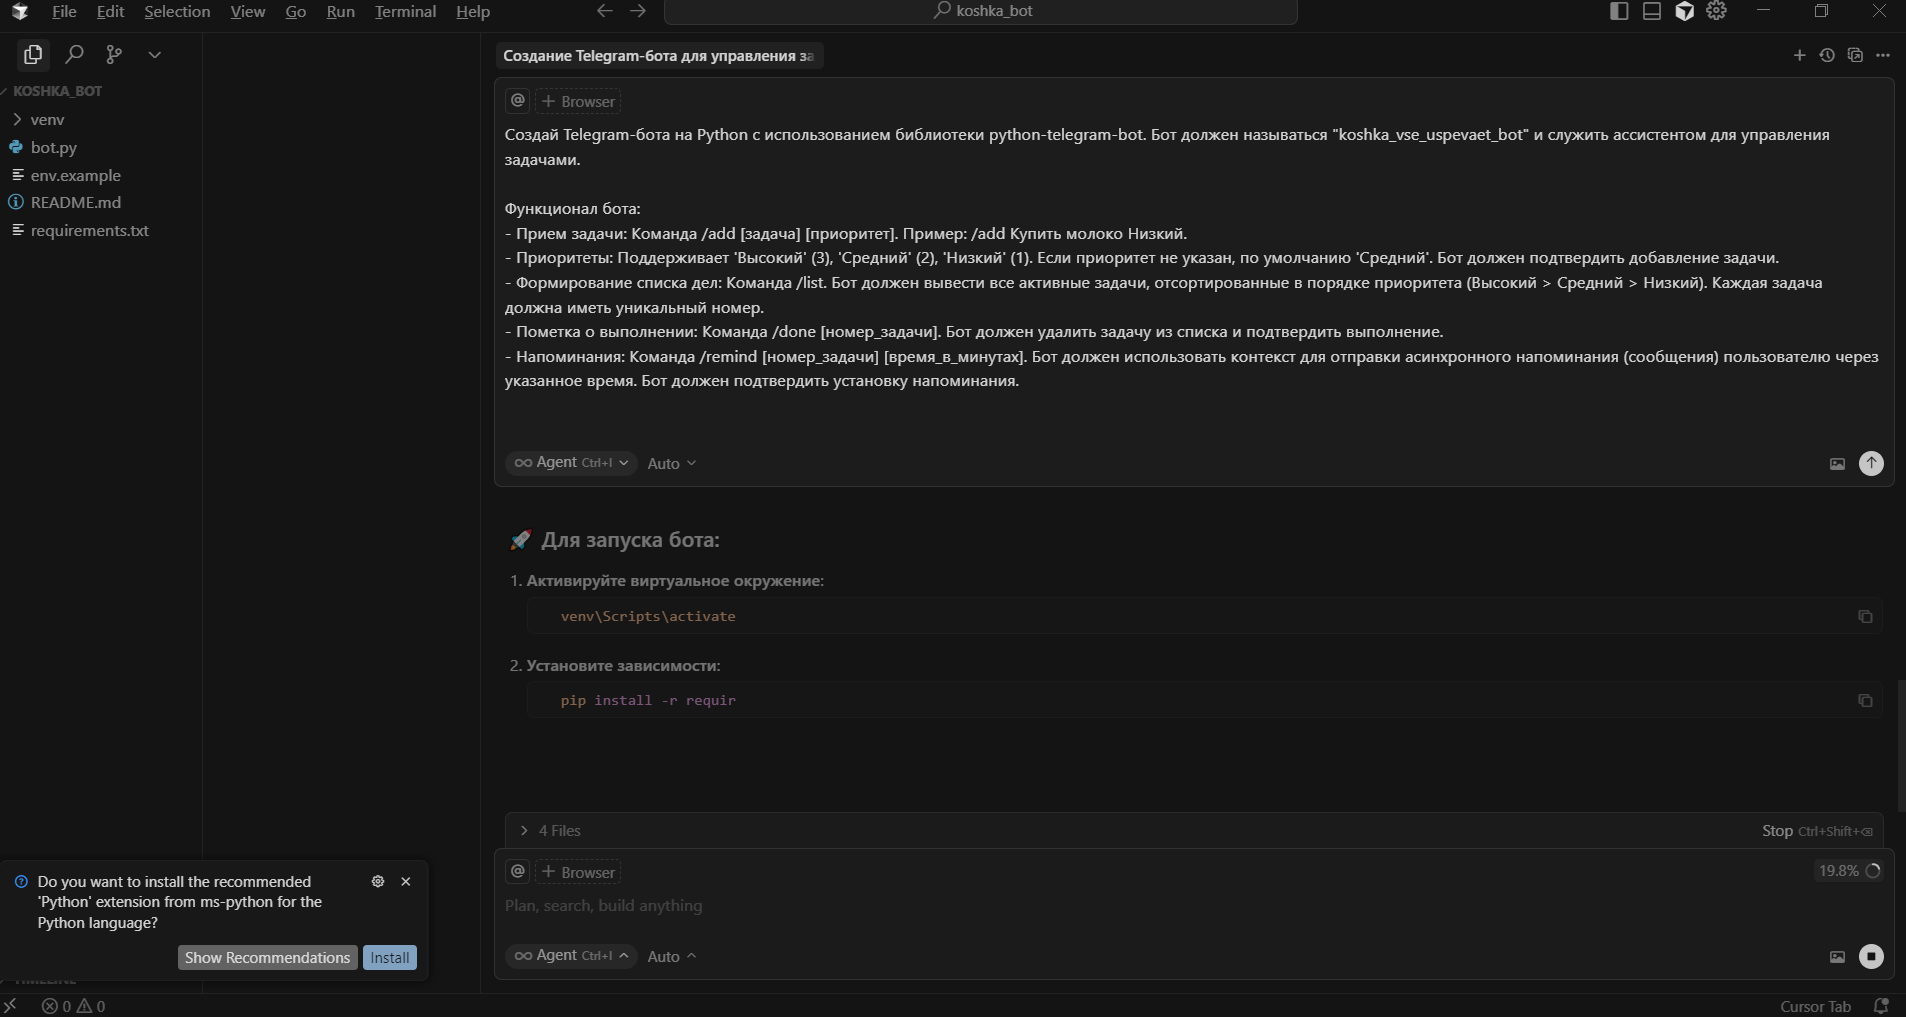 File Edit Selection View Go Run Terminal Help
koshka_bot
KOSHKA_BOT
venv
bot.py
env.example
README.md
requirements.txt
Создание Telegram-бота для управления за
@ + Browser
Создай Telegram-бота на Python с использованием библиотеки python-telegram-bot. Бот должен называться "koshka_vse_uspevaet_bot" и служить ассистентом для управления
задачами.
Функционал бота:
- Прием задачи: Команда /add [задача] [приоритет]. Пример: /add Купить молоко Низкий.
- Приоритеты: Поддерживает 'Высокий' (3), 'Средний' (2), 'Низкий' (1). Если приоритет не указан, по умолчанию 'Средний'. Бот должен подтвердить добавление задачи.
- Формирование списка дел: Команда /list. Бот должен вывести все активные задачи, отсортированные в порядке приоритета (Высокий > Средний > Низкий). Каждая задача
должна иметь уникальный номер.
- Пометка о выполнении: Команда /done [номер_задачи]. Бот должен удалить задачу из списка и подтвердить выполнение.
- Напоминания: Команда /remind [номер_задачи] [время_в_минутах]. Бот должен использовать контекст для отправки асинхронного напоминания (сообщения) пользователю через
указанное время. Бот должен подтвердить установку напоминания.
Agent Ctrl+I Auto
🚀 Для запуска бота:
1. Активируйте виртуальное окружение:
venv\Scripts\activate
2. Установите зависимости:
pip install -r requir
4 Files
Stop Ctrl+Shift+⌫
@ + Browser
19.8%
Plan, search, build anything
Agent Ctrl+I Auto
Do you want to install the recommended
'Python' extension from ms-python for the
Python language?
Show Recommendations Install
TIMELINE
0 0
Cursor Tab